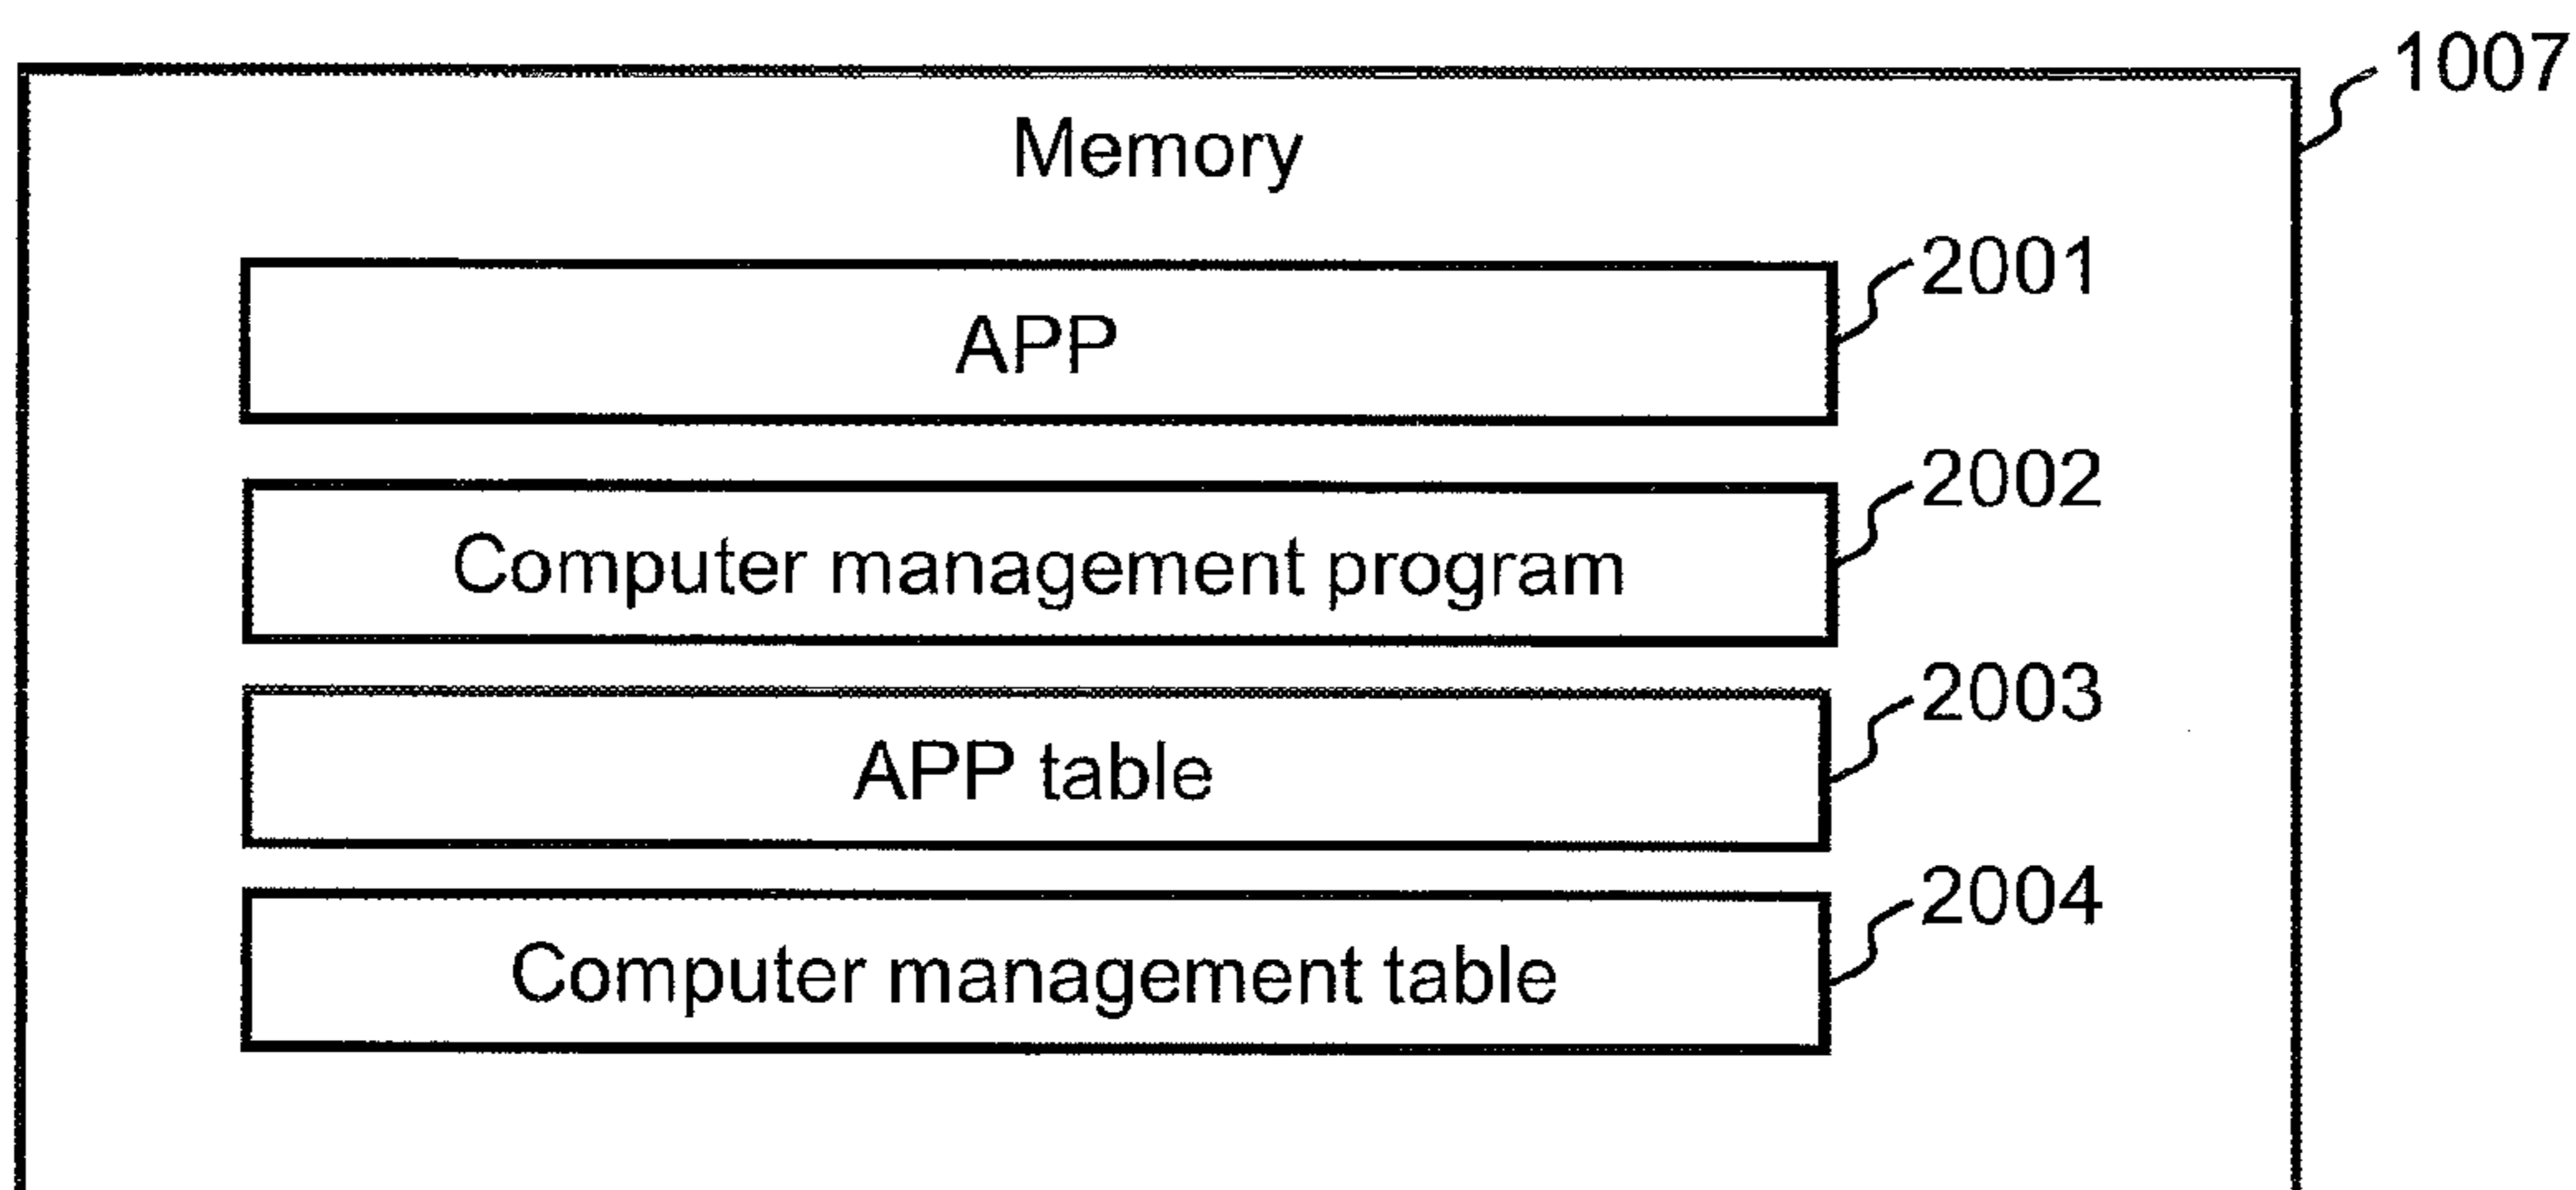 1007
Memory
2001
APP
2002
Computer management program
2003
APP table
2004
Computer management table